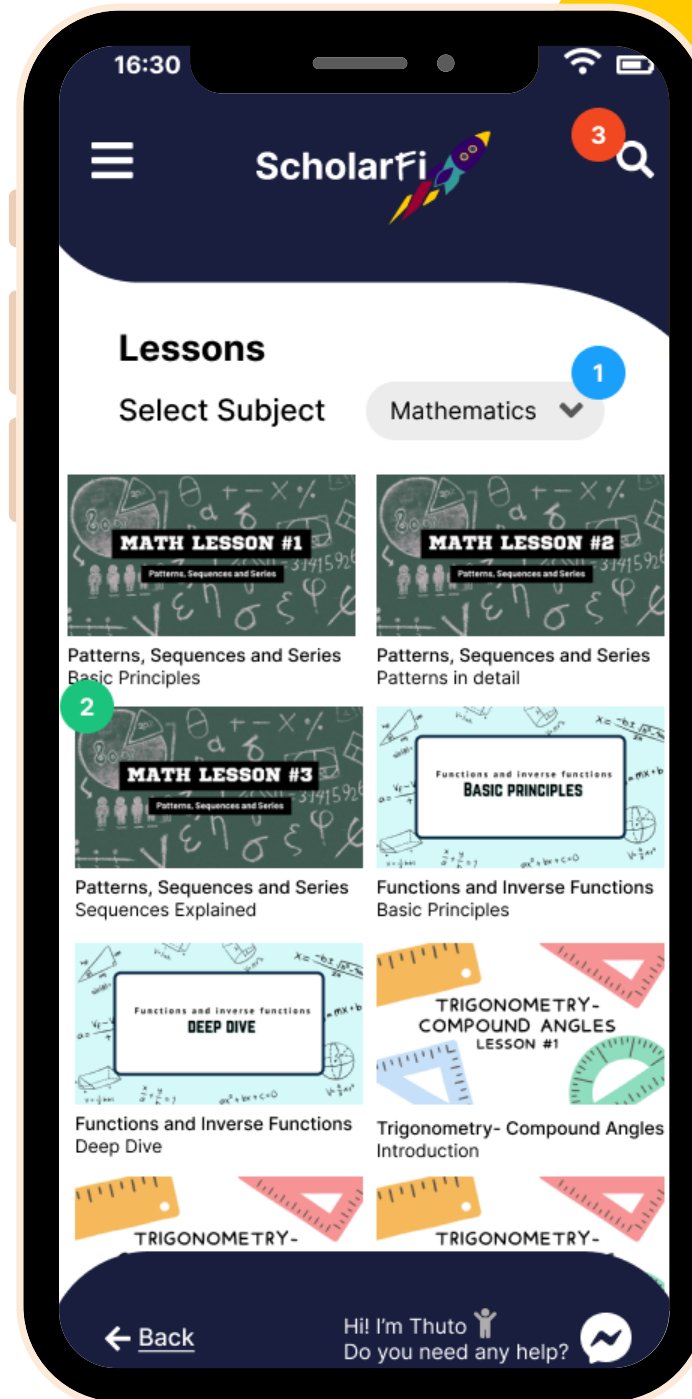 16:30
ScholarFi
3
Lessons
1
Select Subject
Mathematics
MATH LESSON #1
Patterns, Sequences and Series
MATH LESSON #2
Patterns, Sequences and Series
Patterns, Sequences and Series
Basic Principles
Patterns, Sequences and Series
Patterns in detail
2
MATH LESSON #3
Patterns, Sequences and Series
Functions and inverse functions
BASIC PRINCIPLES
Patterns, Sequences and Series
Sequences Explained
Functions and Inverse Functions
Basic Principles
Functions and inverse functions
DEEP DIVE
TRIGONOMETRY-
COMPOUND ANGLES
LESSON #1
Functions and Inverse Functions
Deep Dive
Trigonometry- Compound Angles
Introduction
TRIGONOMETRY-
TRIGONOMETRY-
Back
Hi! I'm Thuto
Do you need any help?